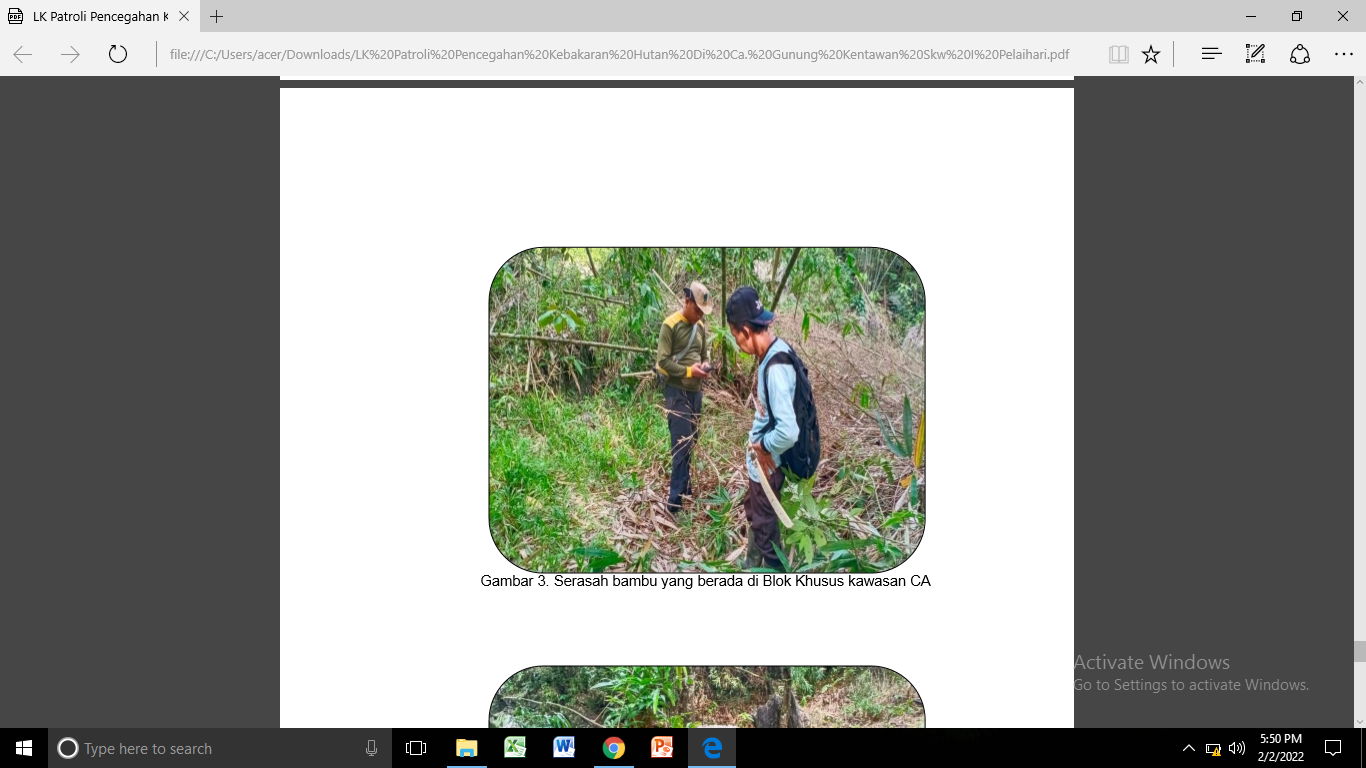 LK Patroli Pencegahan K
file:///C:/Users/acer/Downloads/LK%20Patroli%20Pencegahan%20Kebakaran%20Hutan%20Di%20Ca.%20Gunung%20Kentawan%20Skw%20I%20Pelaihari.pdf
Gambar 3. Serasah bambu yang berada di Blok Khusus kawasan CA
Activate Windows
Go to Settings to activate Windows.
Type here to search
5:50 PM
2/2/2022